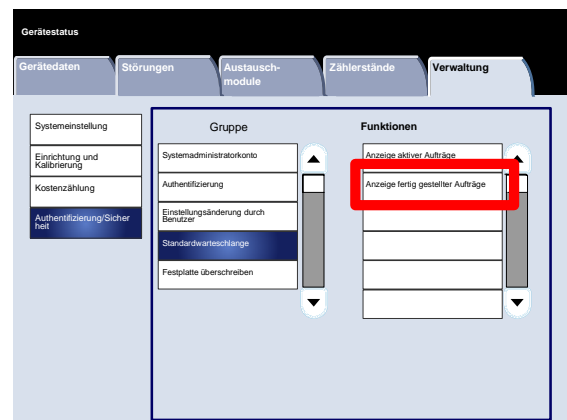 Gerätestatus
Gerätedaten
Störungen
Austausch-
module
Zählerstände
Verwaltung
Systemeinstellung
Einrichtung und
Kalibrierung
Kostenzählung
Authentifizierung/Sicher
heit
Gruppe
Systemadministratorkonto
Authentifizierung
Einstellungsänderung durch
Benutzer
Standardwarteschlange
Festplatte überschreiben
Funktionen
Anzeige aktiver Aufträge
Anzeige fertig gestellter Aufträge